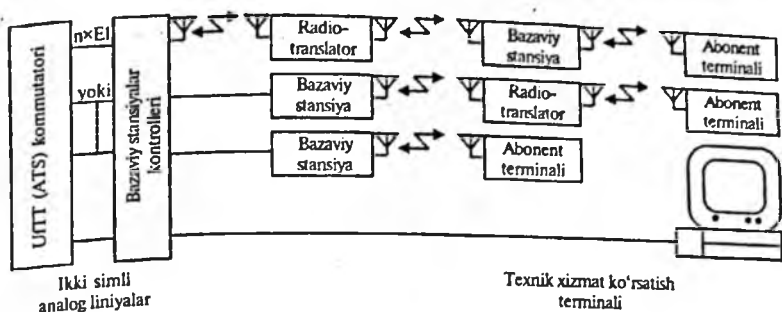 n×E1
yoki
UfTT (ATS) kommutatori
Bazaviy stansiyalar
kontrolleri
Radio-
translator
Bazaviy
stansiya
Abonent
terminali
Bazaviy
stansiya
Radio-
translator
Abonent
terminali
Bazaviy
stansiya
Abonent
terminali
Ikki simli
analog liniyalar
Texnik xizmat ko‘rsatish
terminali